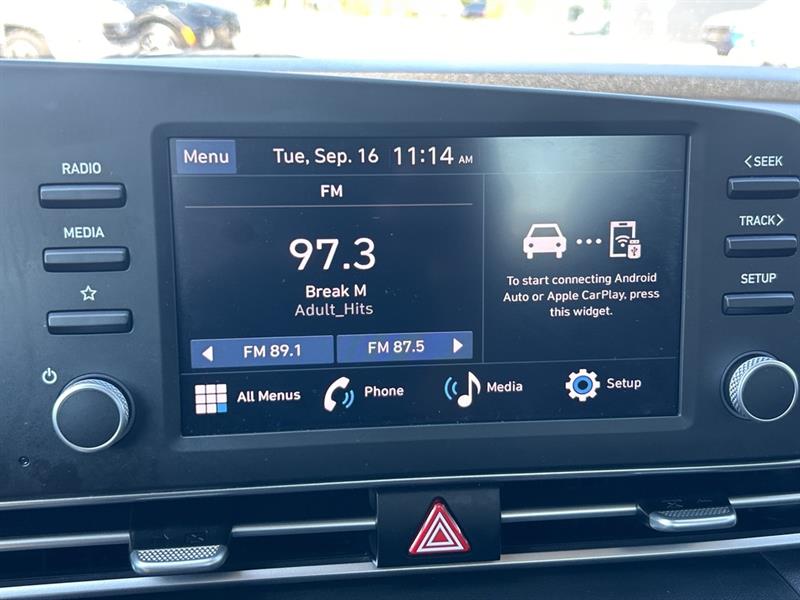 RADIO
MEDIA
Menu
Tue, Sep. 16
11:14 AM
FM
97.3
Break M
Adult_Hits
FM 89.1
FM 87.5
To start connecting Android
Auto or Apple CarPlay, press
this widget.
All Menus
Phone
Media
Setup
<SEEK
TRACK>
SETUP